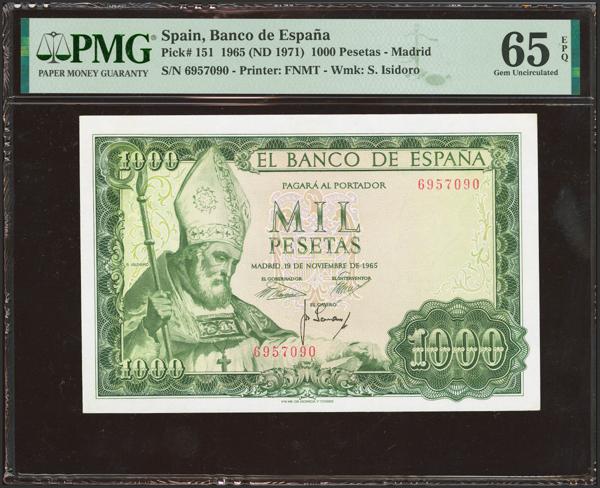 PMG
PAPER MONEY GUARANTY
Spain, Banco de España
Pick# 151 1965 (ND 1971) 1000 Pesetas - Madrid
S/N 6957090 - Printer: FNMT - Wmk: S. Isidoro
65 EPQ
Gem Uncirculated
1000
EL BANCO DE ESPAÑA
PAGARÁ AL PORTADOR
6957090
MIL
PESETAS
MADRID, 19 DE NOVIEMBRE DE 1965
S. ISIDORO
EL GOBERNADOR
EL INTERVENTOR
EL CAJERO
6957090
1000
1000